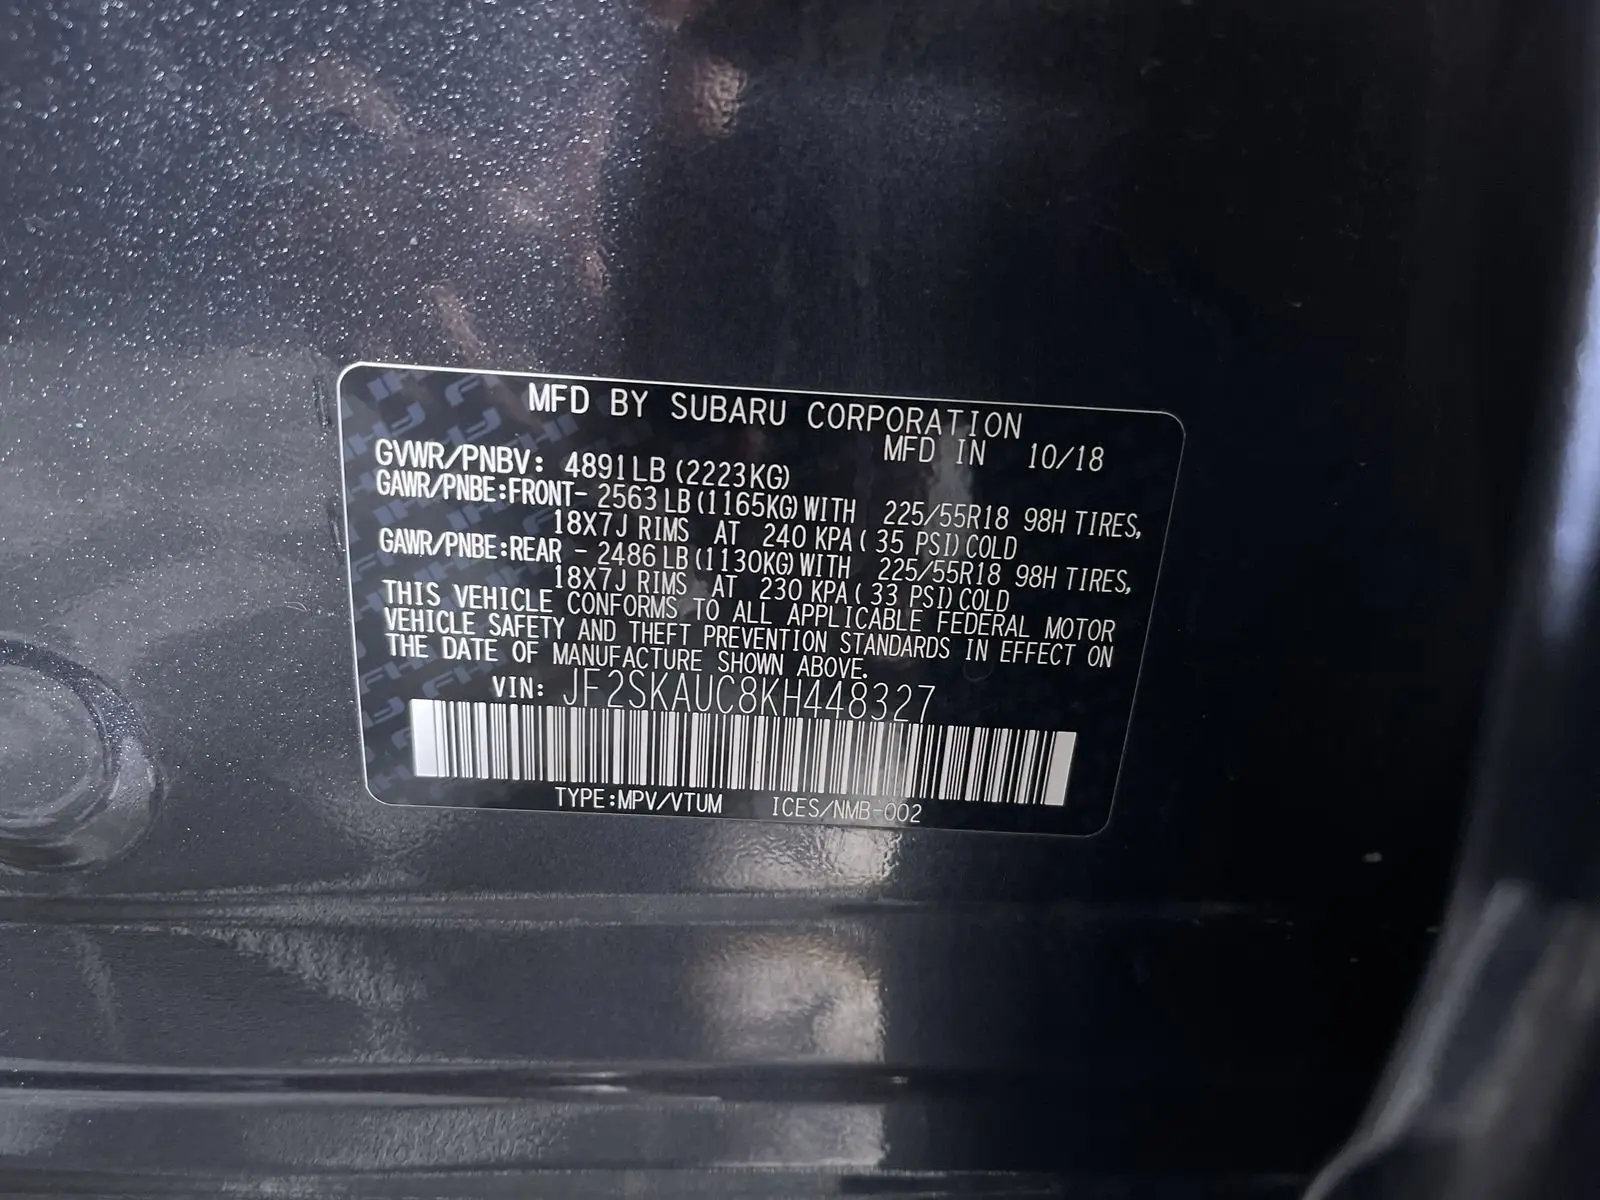 MFD BY SUBARU CORPORATION
MFD IN 10/18
GVWR/PNBV: 4891LB (2223KG)
GAWR/PNBE:FRONT- 2563 LB (1165KG) WITH 225/55R18 98H TIRES,
18X7J RIMS AT 240 KPA ( 35 PSI) COLD
GAWR/PNBE:REAR - 2486 LB (1130KG) WITH 225/55R18 98H TIRES,
18X7J RIMS AT 230 KPA ( 33 PSI) COLD
THIS VEHICLE CONFORMS TO ALL APPLICABLE FEDERAL MOTOR
VEHICLE SAFETY AND THEFT PREVENTION STANDARDS IN EFFECT ON
THE DATE OF MANUFACTURE SHOWN ABOVE.
VIN: JF2SKAUC8KH448327
TYPE:MPV/VTUM ICES/NMB-002